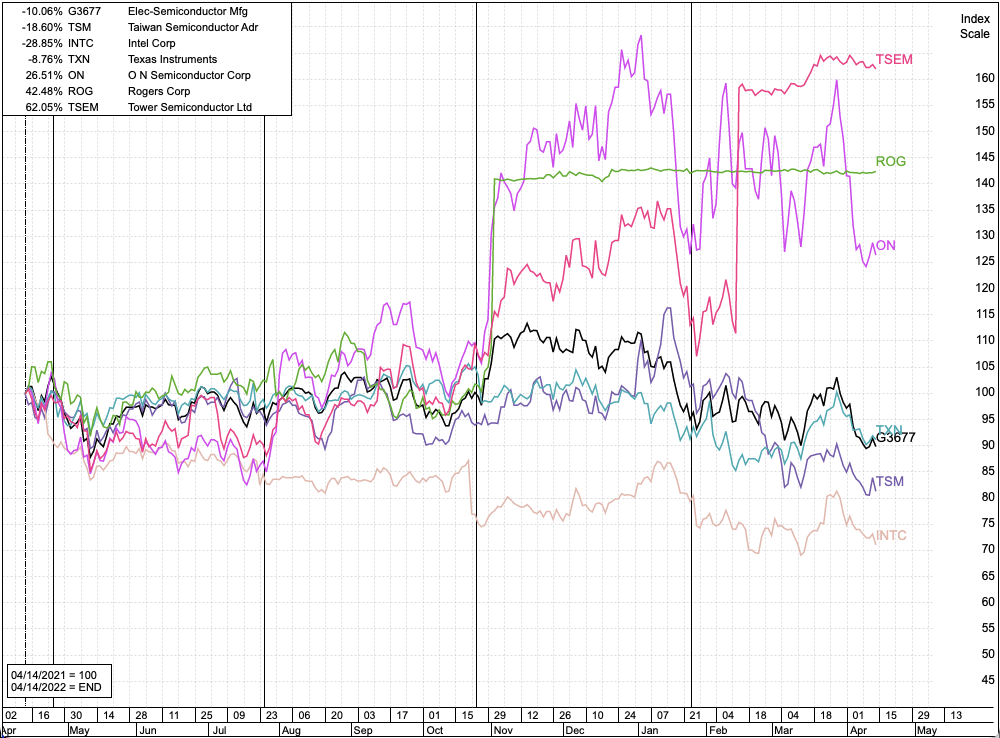 -10.06% G3677 Elec-Semiconductor Mfg
-18.60% TSM Taiwan Semiconductor Adr
-28.85% INTC Intel Corp
-8.76% TXN Texas Instruments
26.51% ON O N Semiconductor Corp
42.48% ROG Rogers Corp
62.05% TSEM Tower Semiconductor Ltd
Index
Scale
TSEM
160
155
150
145
ROG
140
135
130
ON
125
120
115
110
105
100
95
TXN
G3677
90
85
TSM
80
75
INTC
70
65
60
55
50
45
04/14/2021 = 100
04/14/2022 = END
02 16 30 14 28 11 25 09 23 06 20 03 17 01 15 29 12 26 10 24 07 21 04 18 04 18 01 15 29 13
Apr May Jun Jul Aug Sep Oct Nov Dec Jan Feb Mar Apr May